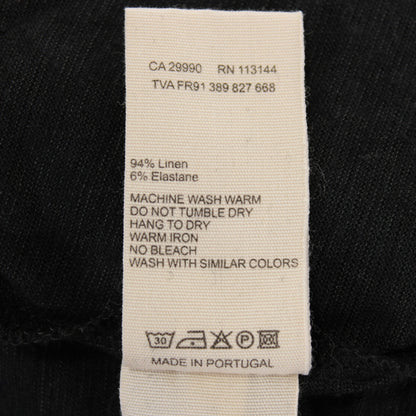 CA 29990 RN 113144
TVA FR91 389 827 668
94% Linen
6% Elastane
MACHINE WASH WARM
DO NOT TUMBLE DRY
HANG TO DRY
WARM IRON
NO BLEACH
WASH WITH SIMILAR COLORS
30 P
MADE IN PORTUGAL